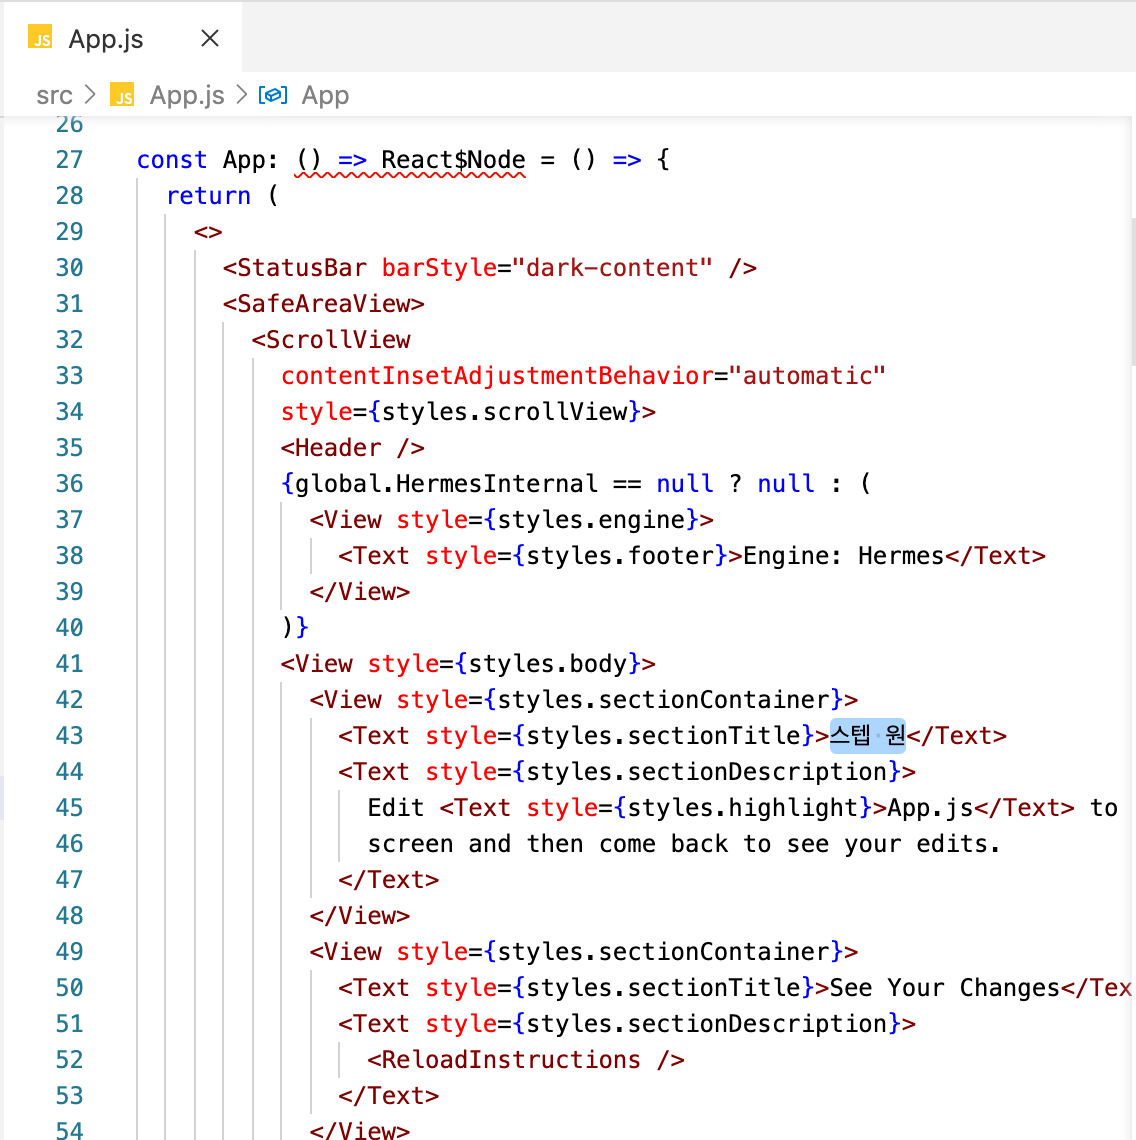 JS App.js ×
src > JS App.js > App
26
27 const App: () => React$Node = () => {
28 return (
29 <>
30 <StatusBar barStyle="dark-content" />
31 <SafeAreaView>
32 <ScrollView
33 contentInsetAdjustmentBehavior="automatic"
34 style={styles.scrollView}>
35 <Header />
36 {global.HermesInternal == null ? null : (
37 <View style={styles.engine}>
38 <Text style={styles.footer}>Engine: Hermes</Text>
39 </View>
40 )}
41 <View style={styles.body}>
42 <View style={styles.sectionContainer}>
43 <Text style={styles.sectionTitle}>스텝 원</Text>
44 <Text style={styles.sectionDescription}>
45 Edit <Text style={styles.highlight}>App.js</Text> to
46 screen and then come back to see your edits.
47 </Text>
48 </View>
49 <View style={styles.sectionContainer}>
50 <Text style={styles.sectionTitle}>See Your Changes</Tex
51 <Text style={styles.sectionDescription}>
52 <ReloadInstructions />
53 </Text>
54 </View>